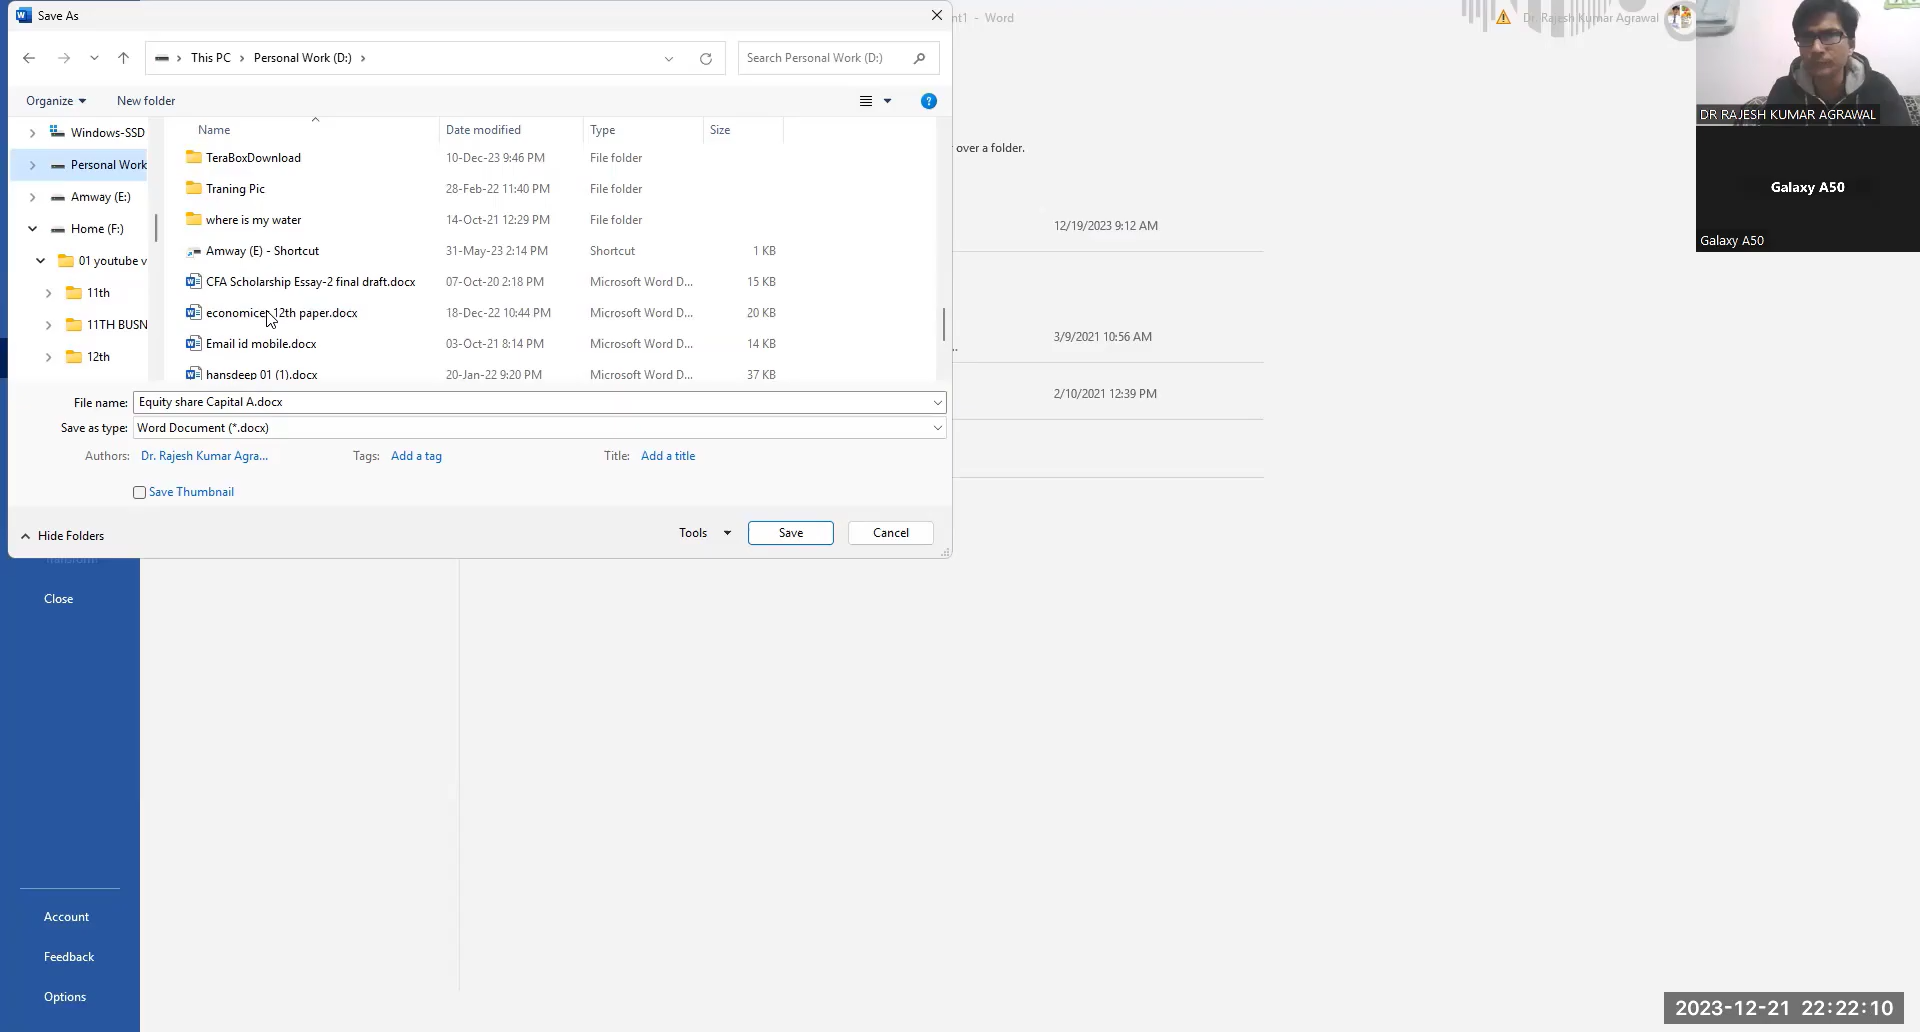 Save As
nt1 - Word
Dr. Rajesh Kumar Agrawal
This PC > Personal Work (D:) >
Search Personal Work (D:)
Organize
New folder
Name
Date modified
Type
Size
Windows-SSD
Personal Work
Amway (E:)
Home (F:)
01 youtube v
11th
11TH BUSN
12th
TeraBoxDownload 10-Dec-23 9:46 PM File folder
Traning Pic 28-Feb-22 11:40 PM File folder
where is my water 14-Oct-21 12:29 PM File folder
Amway (E) - Shortcut 31-May-23 2:14 PM Shortcut 1 KB
CFA Scholarship Essay-2 final draft.docx 07-Oct-20 2:18 PM Microsoft Word D... 15 KB
economices 12th paper.docx 18-Dec-22 10:44 PM Microsoft Word D... 20 KB
Email id mobile.docx 03-Oct-21 8:14 PM Microsoft Word D... 14 KB
hansdeep 01 (1).docx 20-Jan-22 9:20 PM Microsoft Word D... 37 KB
File name: Equity share Capital A.docx
Save as type: Word Document (*.docx)
Authors: Dr. Rajesh Kumar Agra...
Tags: Add a tag
Title: Add a title
Save Thumbnail
Hide Folders
Tools
Save
Cancel
over a folder.
12/19/2023 9:12 AM
...
3/9/2021 10:56 AM
2/10/2021 12:39 PM
Transform
Close
Account
Feedback
Options
DR RAJESH KUMAR AGRAWAL
Galaxy A50
Galaxy A50
2023-12-21 22:22:10